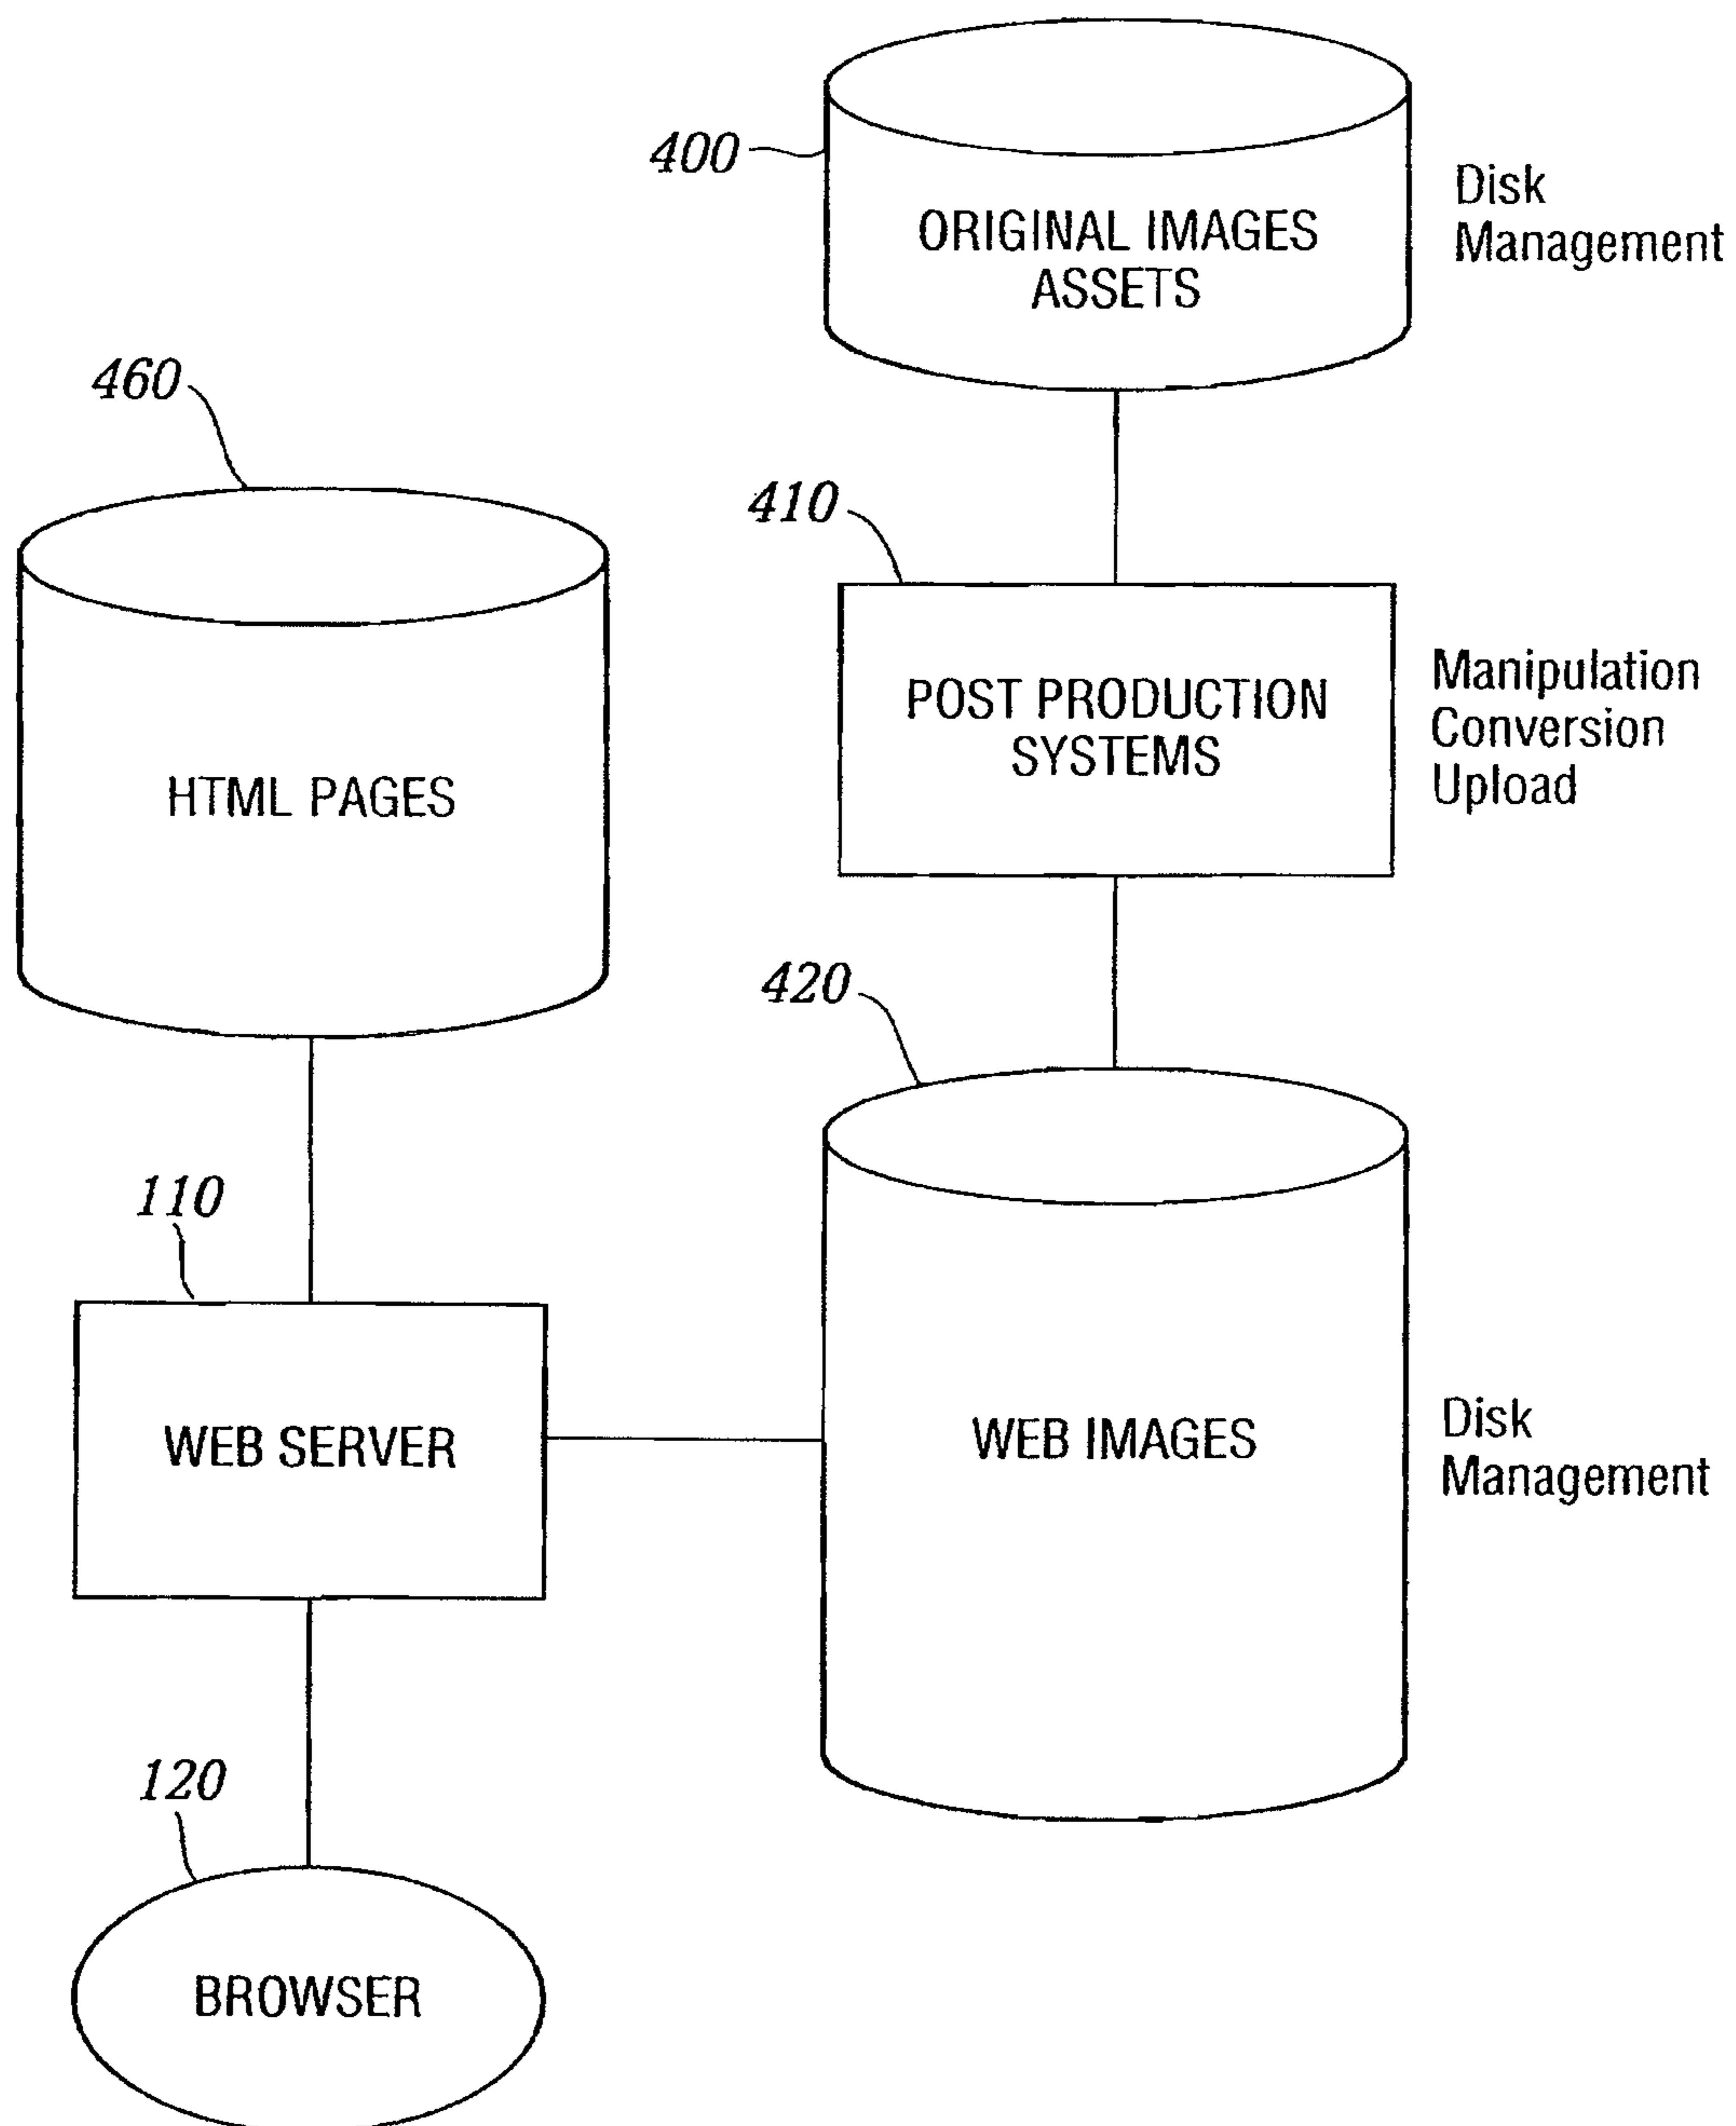 400
ORIGINAL IMAGES
ASSETS
Disk
Management
460
HTML PAGES
410
POST PRODUCTION
SYSTEMS
Manipulation
Conversion
Upload
420
WEB IMAGES
Disk
Management
110
WEB SERVER
120
BROWSER